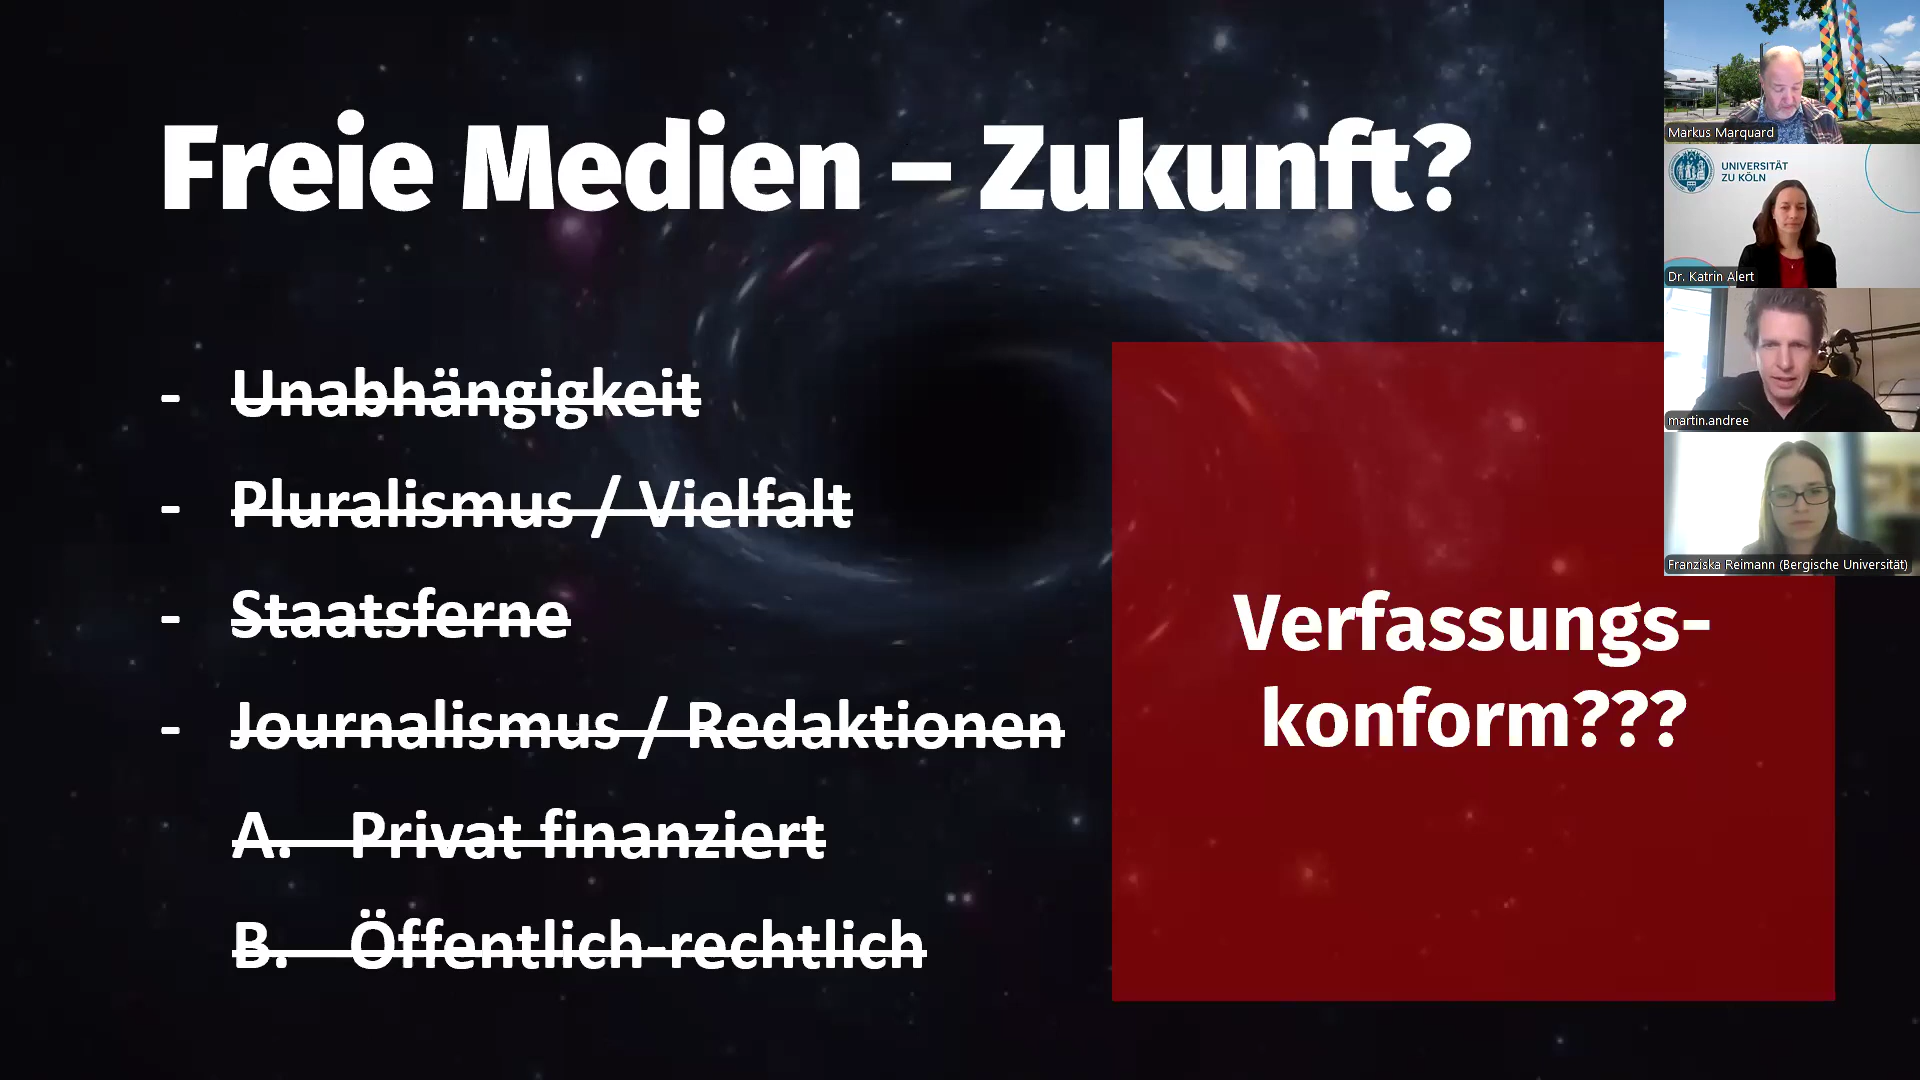 Freie Medien – Zukunft?
- Unabhängigkeit
- Pluralismus / Vielfalt
- Staatsferne
- Journalismus / Redaktionen
A. Privat finanziert
B. Öffentlich-rechtlich
Verfassungs-
konform???
Markus Marquard
UNIVERSITÄT
ZU KÖLN
Dr. Katrin Alert
martin.andree
Franziska Reimann (Bergische Universität)